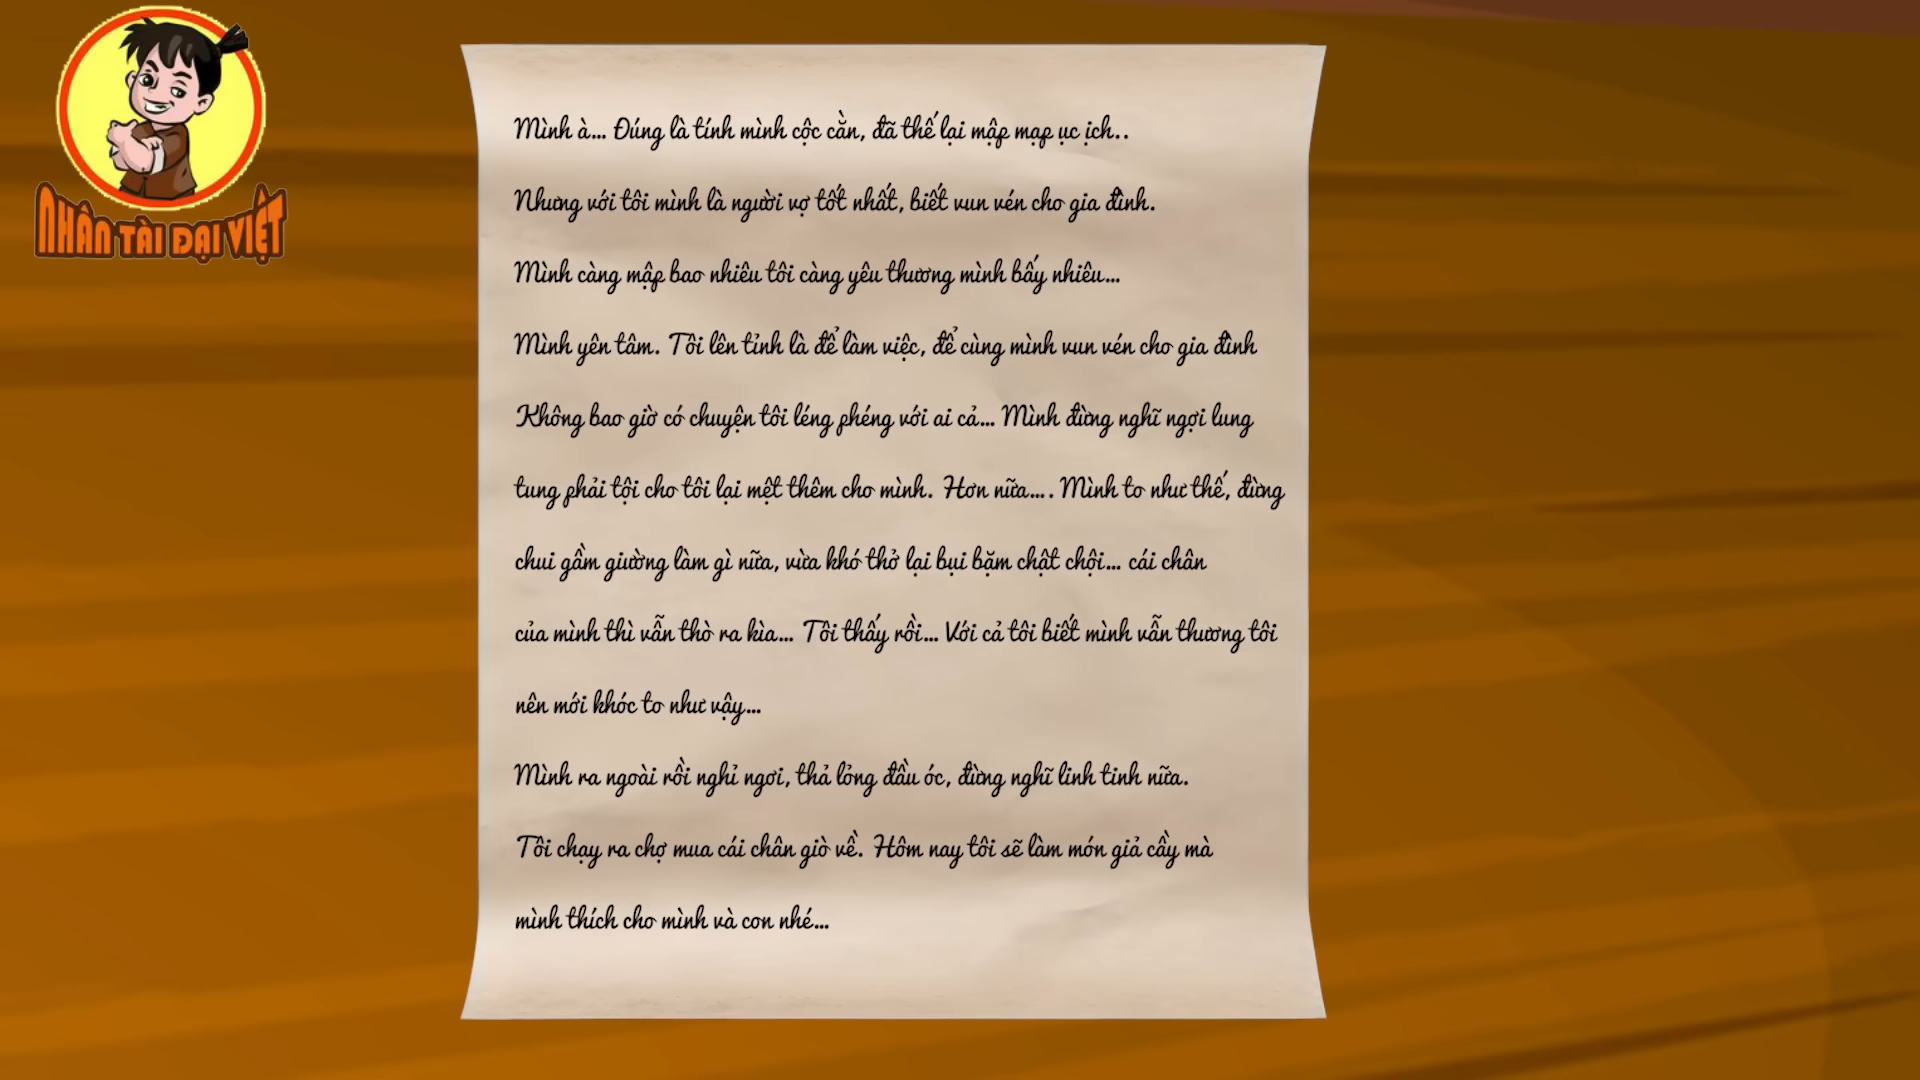 NHÂN TÀI ĐẠI VIỆT
Mình à... Đúng là tính mình cộc cằn, đã thế lại mập mạp ục ịch..
Nhưng với tôi mình là người vợ tốt nhất, biết vun vén cho gia đình.
Mình càng mập bao nhiêu tôi càng yêu thương mình bấy nhiêu...
Mình yên tâm. Tôi lên tỉnh là để làm việc, để cùng mình vun vén cho gia đình
Không bao giờ có chuyện tôi léng phéng với ai cả... Mình đừng nghĩ ngợi lung
tung phải tội cho tôi lại mệt thêm cho mình. Hơn nữa.... Mình to như thế, đừng
chui gầm giường làm gì nữa, vừa khó thở lại bụi bặm chật chội... cái chân
của mình thì vẫn thò ra kìa... Tôi thấy rồi... Với cả tôi biết mình vẫn thương tôi
nên mới khóc to như vậy...
Mình ra ngoài rồi nghỉ ngơi, thả lỏng đầu óc, đừng nghĩ linh tinh nữa.
Tôi chạy ra chợ mua cái chân giò về. Hôm nay tôi sẽ làm món giả cầy mà
mình thích cho mình và con nhé...